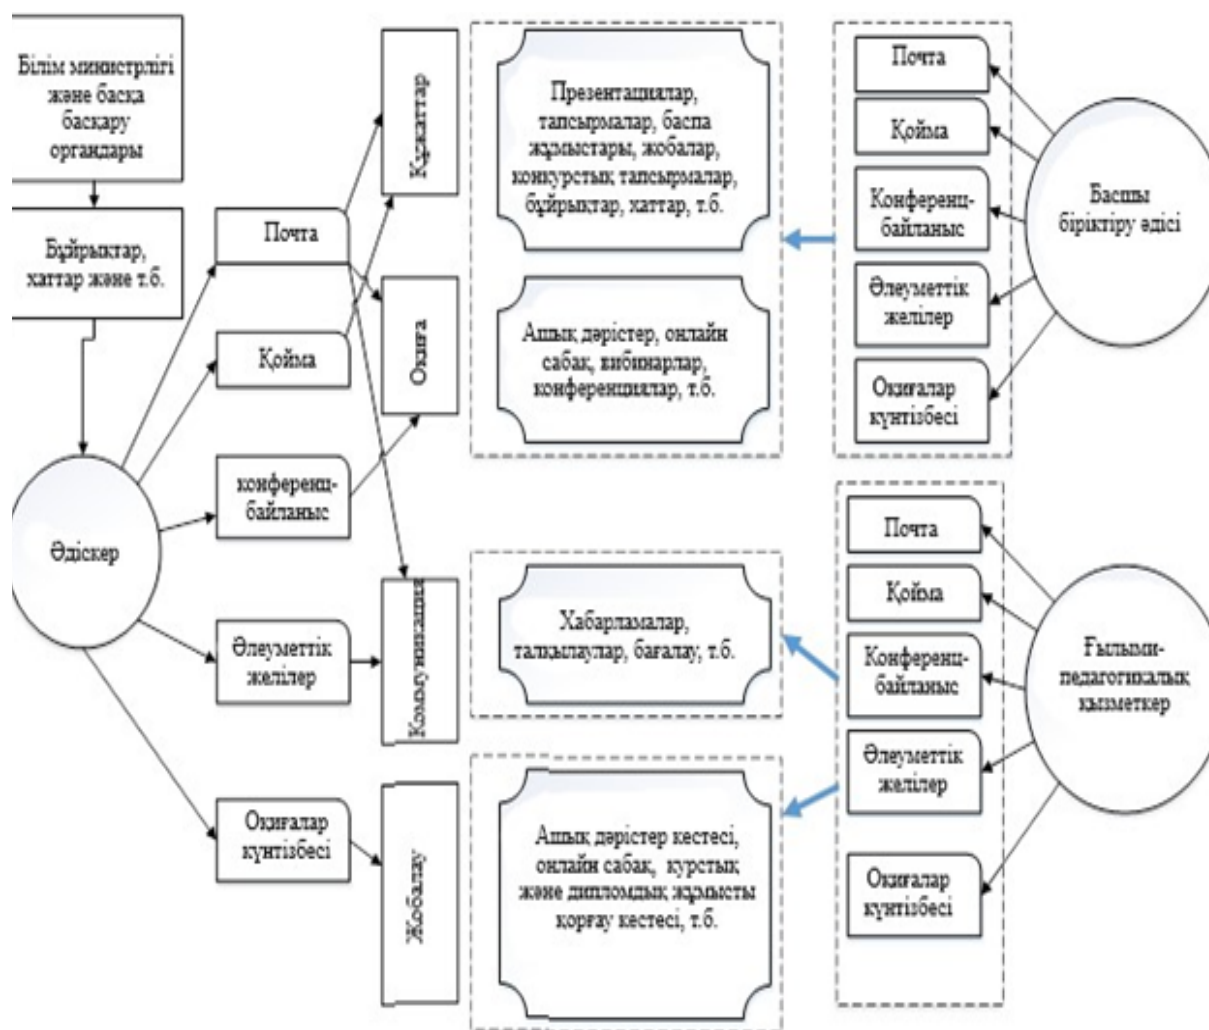 Білім министрлігі
және басқа
басқару
органдары
Бұйрықтар,
хаттар және т.б.
Әдіскер
Почта
Қойма
конференц-
байланыс
Әлеуметтік
желілер
Оқиғалар
күнтізбесі
Құжаттар
Оқиға
Коммуникация
Жобалау
Презентациялар,
тапсырмалар, баспа
жұмыстары, жобалар,
конкурстық тапсырмалар,
бұйрықтар, хаттар, т.б.
Ашық дәрістер, онлайн
сабақ, вибинарлар,
конференциялар, т.б.
Хабарламалар,
талқылаулар, бағалау, т.б.
Ашық дәрістер кестесі,
онлайн сабақ, курстық
және дипломдық жұмысты
қорғау кестесі, т.б.
Почта
Қойма
Конференц-
байланыс
Әлеуметтік
желілер
Оқиғалар
күнтізбесі
Басшы
біріктіру әдісі
Почта
Қойма
Конференц-
байланыс
Әлеуметтік
желілер
Оқиғалар
күнтізбесі
Ғылыми-
педагогикалық
қызметкер